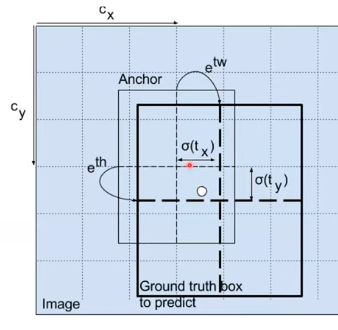 c_x
c_y
Anchor
e^tw
σ(t_x)
e^th
σ(t_y)
Ground truth box
to predict
Image